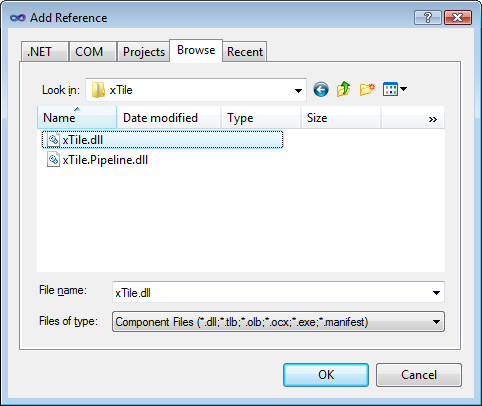 Add Reference
.NET COM Projects Browse Recent
Look in: xTile
Name Date modified Type Size »
xTile.dll
xTile.Pipeline.dll
File name: xTile.dll
Files of type: Component Files (*.dll;*.tlb;*.olb;*.ocx;*.exe;*.manifest)
OK Cancel